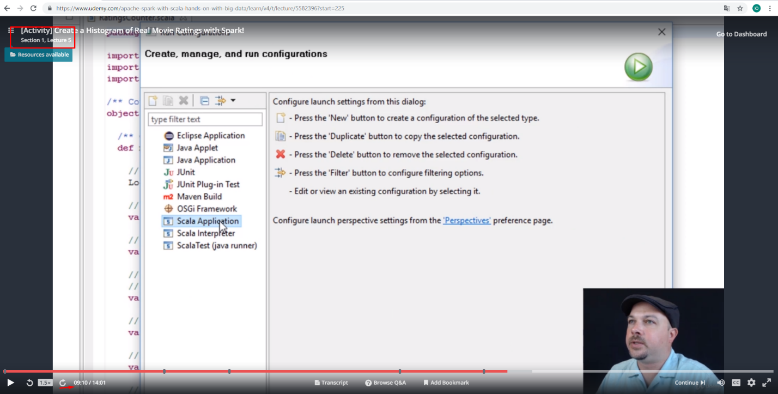 https://www.udemy.com/apache-spark-with-scala-hands-on-with-big-data/learn/v4/t/lecture/5582396?start=225
RatingsCounter.scala
[Activity] Create a Histogram of Real Movie Ratings with Spark!
Section 1, Lecture 5
Go to Dashboard
Resources available
import
import
import
/** Co
object
/**
def
//
Lo
//
va
//
va
//
//
va
//
va
//
va
//
Create, manage, and run configurations
type filter text
Eclipse Application
Java Applet
Java Application
JUnit
JUnit Plug-in Test
Maven Build
OSGi Framework
Scala Application
Scala Interpreter
ScalaTest (java runner)
Configure launch settings from this dialog:
- Press the 'New' button to create a configuration of the selected type.
- Press the 'Duplicate' button to copy the selected configuration.
- Press the 'Delete' button to remove the selected configuration.
- Press the 'Filter' button to configure filtering options.
- Edit or view an existing configuration by selecting it.
Configure launch perspective settings from the 'Perspectives' preference page.
1.5×
09:10 / 14:01
Transcript
Browse Q&A
Add Bookmark
Continue